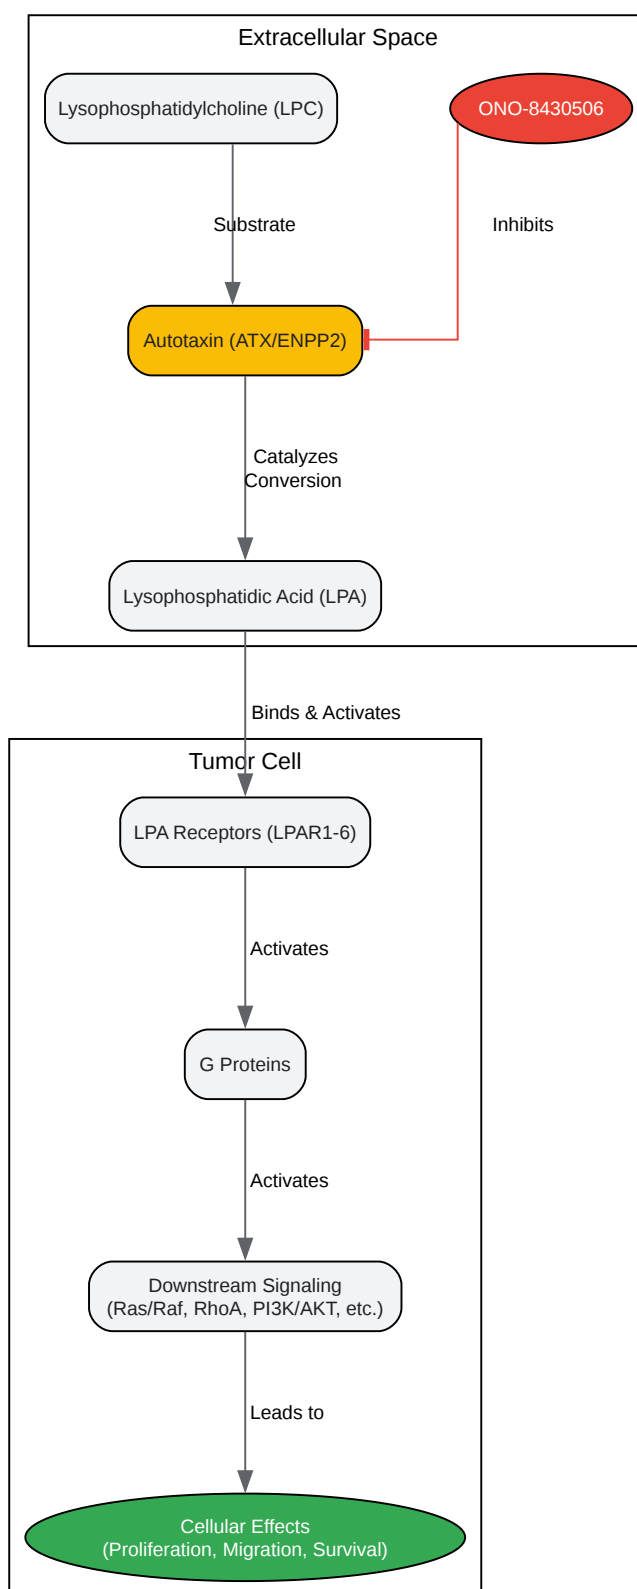 Extracellular Space
Lysophosphatidylcholine (LPC)
ONO-8430506
Substrate
Inhibits
Autotaxin (ATX/ENPP2)
Catalyzes
Conversion
Lysophosphatidic Acid (LPA)
Binds & Activates
Tumor Cell
LPA Receptors (LPAR1-6)
Activates
G Proteins
Activates
Downstream Signaling
(Ras/Raf, RhoA, PI3K/AKT, etc.)
Leads to
Cellular Effects
(Proliferation, Migration, Survival)